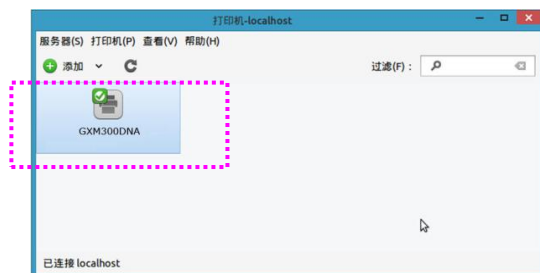 打印机-localhost
服务器(S) 打印机(P) 查看(V) 帮助(H)
添加 过滤(F)：
GXM300DNA
已连接 localhost